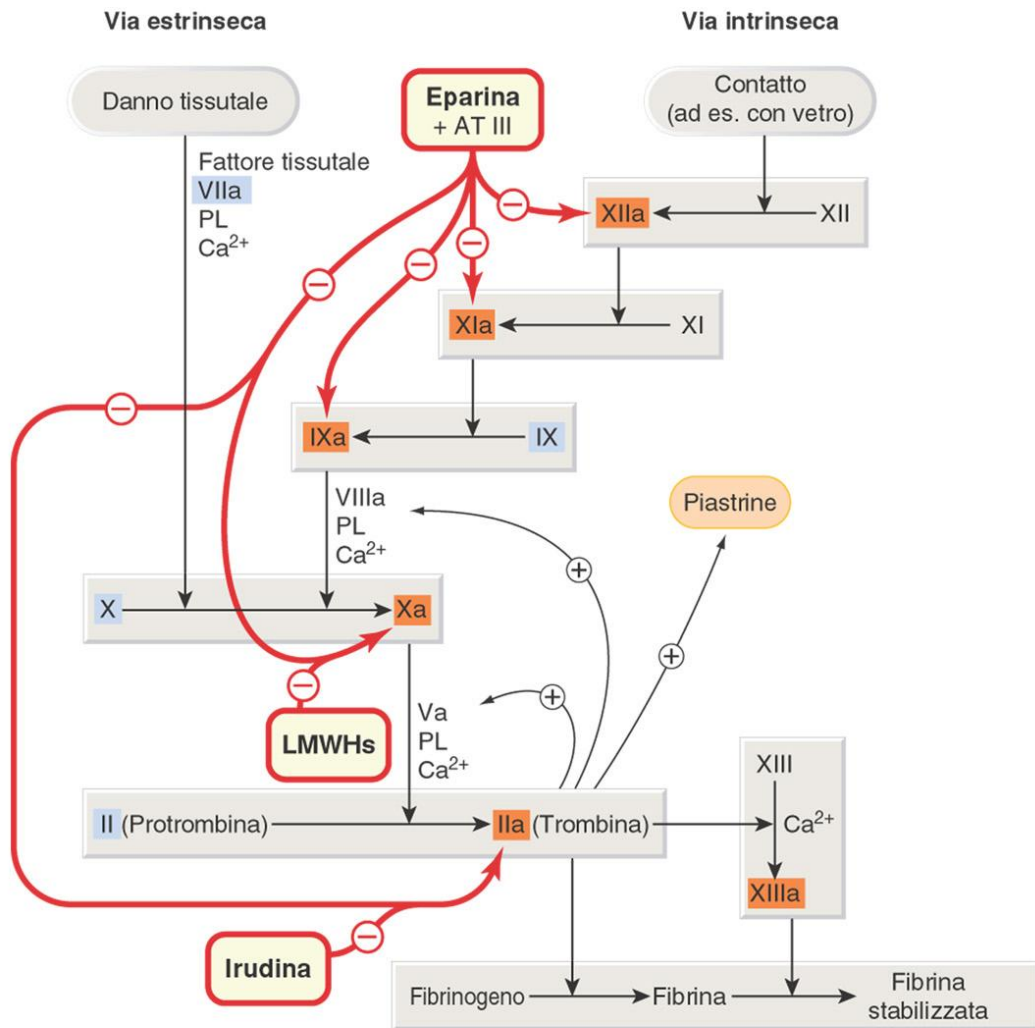 Via estrinseca
Via intrinseca
Danno tissutale
Eparina
+ AT III
Contatto
(ad es. con vetro)
Fattore tissutale
VIIa
PL
Ca²⁺
XIIa
XII
XIa
XI
IXa
IX
VIIIa
PL
Ca²⁺
Piastrine
X
Xa
LMWHs
Va
PL
Ca²⁺
II (Protrombina)
IIa (Trombina)
XIII
Ca²⁺
XIIIa
Irudina
Fibrinogeno
Fibrina
Fibrina
stabilizzata